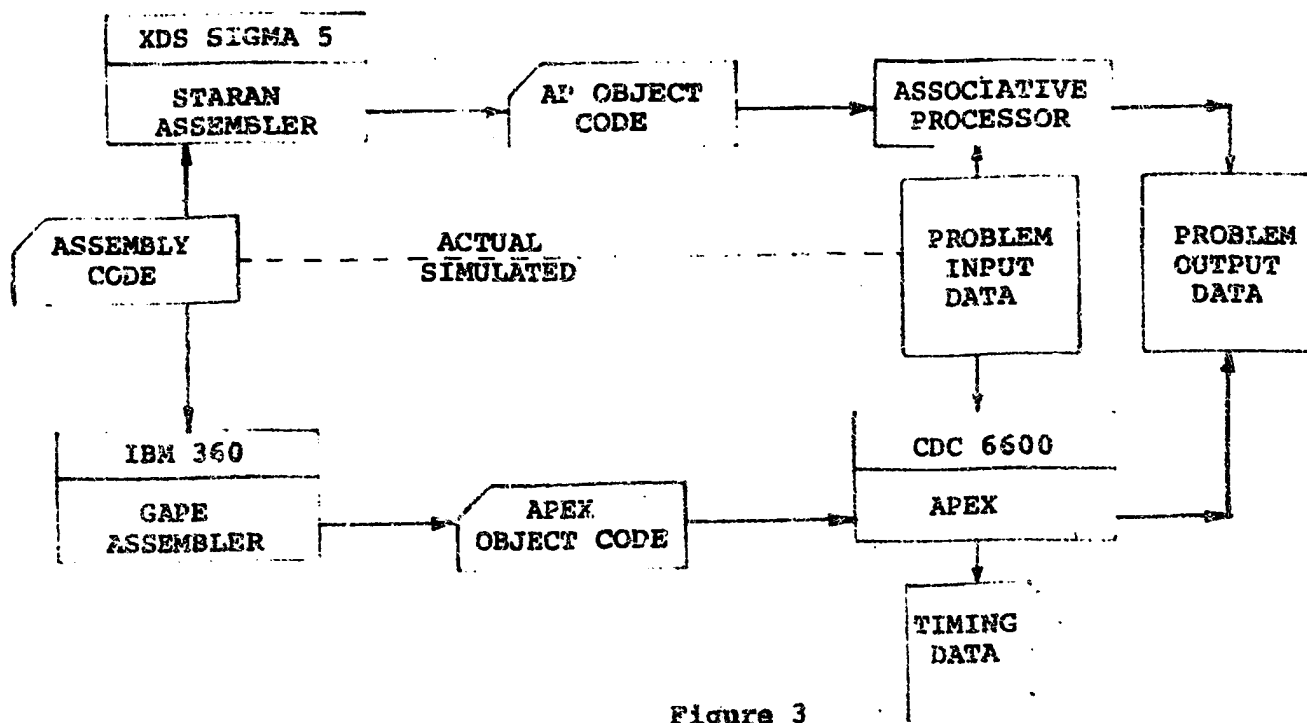 XDS SIGMA 5
STARAN
ASSEMBLER
AP OBJECT
CODE
ASSOCIATIVE
PROCESSOR
ASSEMBLY
CODE
ACTUAL
SIMULATED
PROBLEM
INPUT
DATA
PROBLEM
OUTPUT
DATA
IBM 360
GAPE
ASSEMBLER
APEX
OBJECT CODE
CDC 6600
APEX
TIMING
DATA
Figure 3